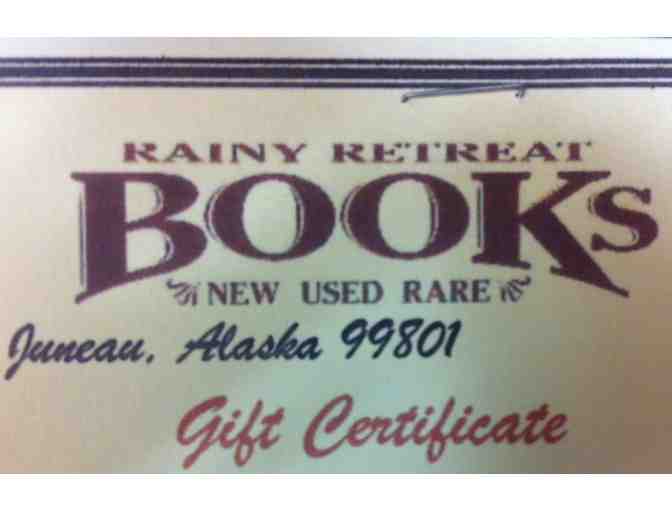 RAINY RETREAT
BOOKS
NEW USED RARE
Juneau, Alaska 99801
Gift Certificate